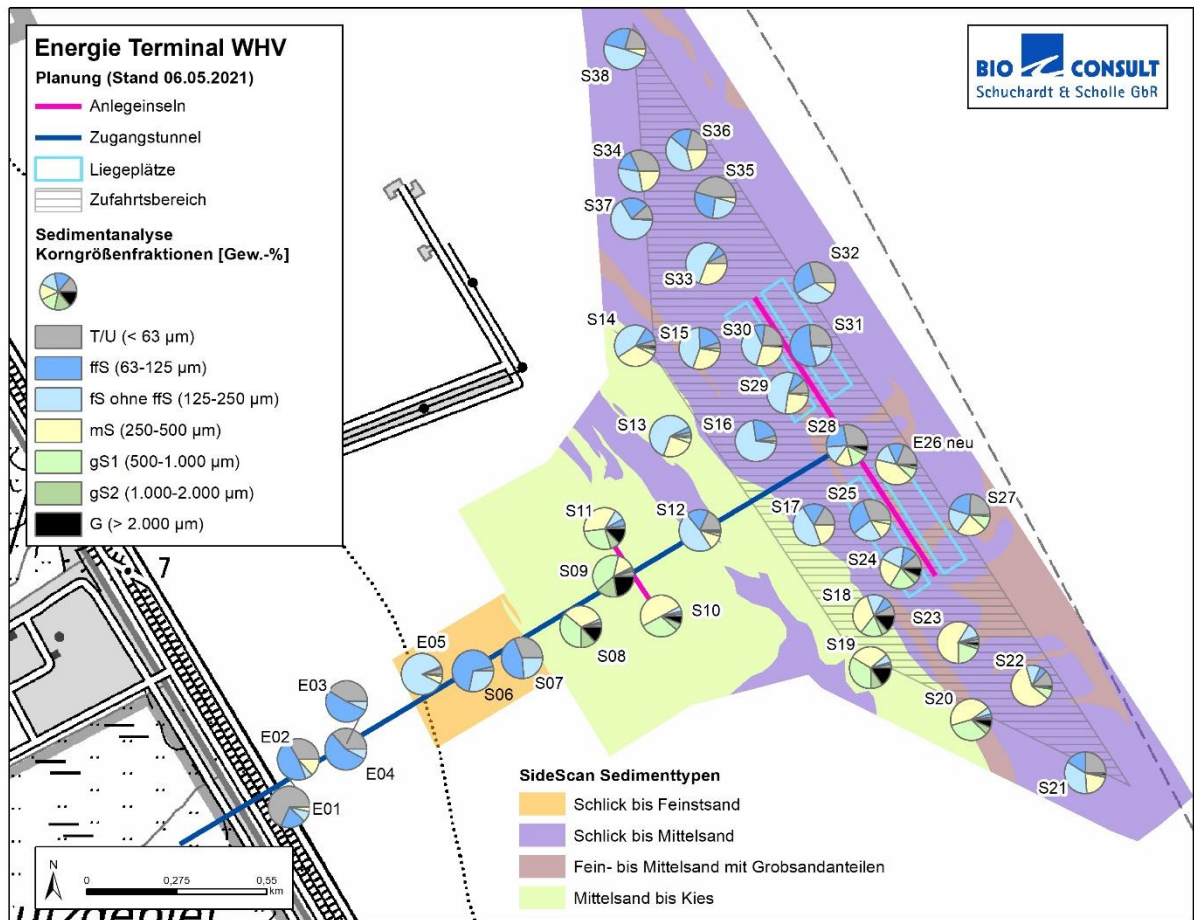 Energie Terminal WHV
Planung (Stand 06.05.2021)
Anlegeinseln
Zugangstunnel
Liegeplätze
Zufahrtsbereich
Sedimentanalyse
Korngrößenfraktionen [Gew.-%]
T/U (< 63 µm)
ffS (63-125 µm)
fS ohne ffS (125-250 µm)
mS (250-500 µm)
gS1 (500-1.000 µm)
gS2 (1.000-2.000 µm)
G (> 2.000 µm)
BIO CONSULT
Schuchardt & Scholle GbR
S38
S36
S34
S35
S37
S33
S32
S14
S15
S30
S31
S29
S13
S16
S28
E26 neu
S11
S12
S17
S25
S27
S09
S24
S10
S18
S23
S08
S19
S22
E05
S07
S06
S20
E03
E02
E04
S21
E01
7
SideScan Sedimenttypen
Schlick bis Feinstsand
Schlick bis Mittelsand
Fein- bis Mittelsand mit Grobsandanteilen
Mittelsand bis Kies
N
0 0,275 0,55
km